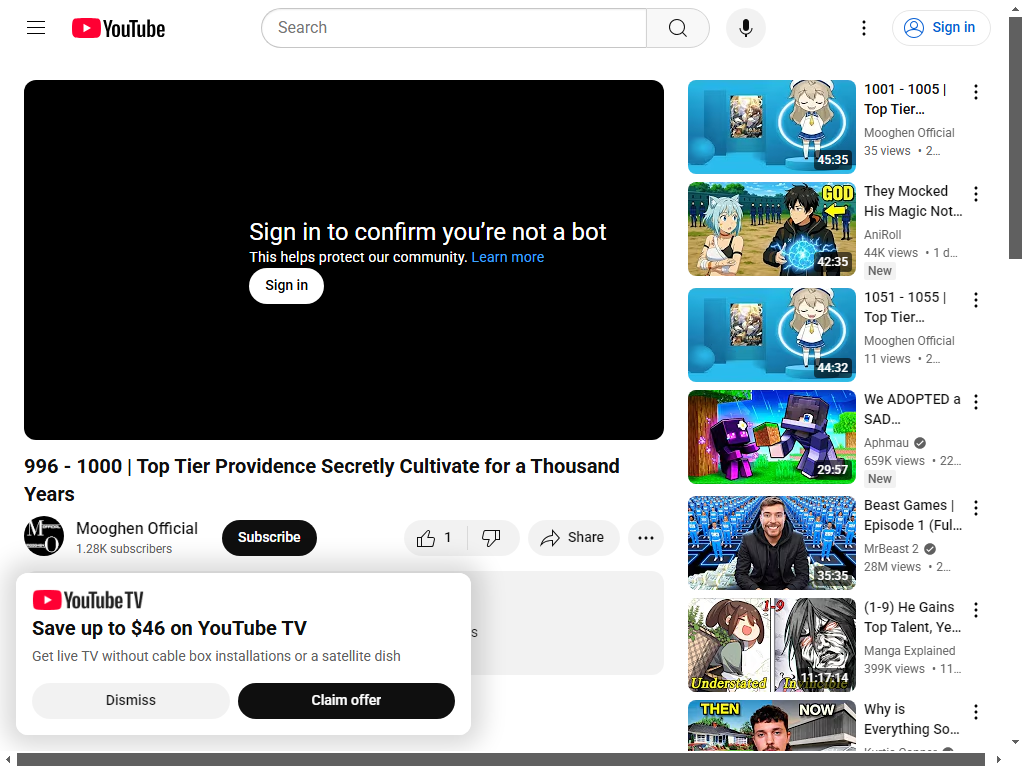 YouTube
Search
Sign in
Sign in to confirm you’re not a bot
This helps protect our community. Learn more
Sign in
996 - 1000 | Top Tier Providence Secretly Cultivate for a Thousand
Years
Mooghen Official
1.28K subscribers
Subscribe
1
Share
s
YouTube TV
Save up to $46 on YouTube TV
Get live TV without cable box installations or a satellite dish
Dismiss
Claim offer
45:35
1001 - 1005 |
Top Tier…
Mooghen Official
35 views • 2…
GOD
42:35
They Mocked
His Magic Not…
AniRoll
44K views • 1 d…
New
44:32
1051 - 1055 |
Top Tier…
Mooghen Official
11 views • 2…
29:57
We ADOPTED a
SAD…
Aphmau
659K views • 22…
New
35:35
Beast Games |
Episode 1 (Ful…
MrBeast 2
28M views • 2…
1-9
Understated
Invincible
11:17:14
(1-9) He Gains
Top Talent, Ye…
Manga Explained
399K views • 11…
THEN
NOW
Why is
Everything So…